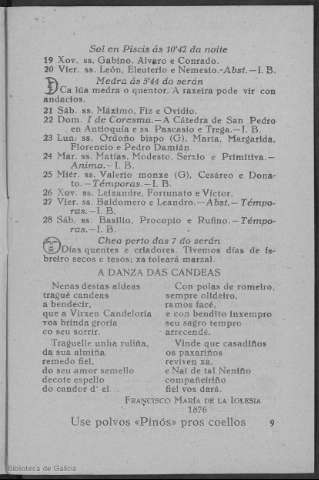 Sol en Piscis ás 10'42 da noite
19 Xov. ss. Gabino, Alvaro e Conrado.
20 Vier. ss. León, Eleuterio e Nemesio.-Abst.—I. B.
Medra ás 5'44 do serán
Ca lúa medra o quentor. A raxeira pode vir con
andacios.
21 Sáb. ss. Máximo, Fiz e Ovidio.
22 Dom. I de Coresma.—A Cátedra de San Pedro
en Antioquía e ss. Pascasio e Trega.—I. B.
23 Lun. ss. Ordoño bispo (G), Marta, Margarida,
Florencio e Pedro Damián.
24 Mar. ss. Matías, Modesto, Serxio e Primitiva.—
Anima.—I. B.
25 Miér. ss. Valerio monxe (G), Cesáreo e Dona-
to.—Témporas.—I. B.
26 Xov. ss. Leixandre, Fortunato e Víctor.
27 Vier. ss. Baldomero e Leandro.—Abst.—Témpo-
ras.—I. B.
28 Sáb. ss. Basilio, Procopio e Rufino.—Témpo-
ras.—I. B.
Chea perto das 7 do serán
Días quentes e criadores. Tivemos días de fe-
breiro secos e tesos; xa toleará marzal.
A DANZA DAS CANDEAS
Nenas destas aldeas
trague candeas
a bendecir,
que a Virxen Candeloria
vos brinda groria
co seu sorrir.
Traguelle unha ruliña,
da sua almiña
remedo fiel,
do seu amor semello
decote espello
do candor d' el.
Con polas de romeiro,
sempre olideiro,
ramos facé,
e con bendito inxempro
seu sagro tempro
arrecendé.
Vinde que casadiños
os paxariños
reviven xa,
e Nai de tal Neniño
compañeiriño
fiel vos dará.
FRANCISCO MARÍA DE LA IGLESIA
1876
Use polvos «Pinós» pros coellos 9
Biblioteca de Galicia